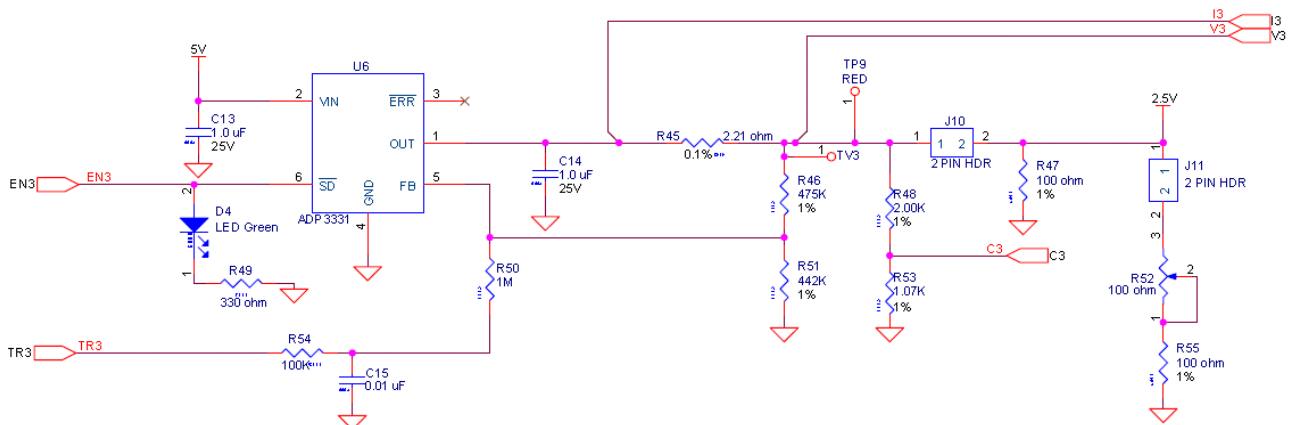 I3
I3
V3
V3
5V
U6
TP9
RED
1
2.5V
2
VIN
ERR
3
C13
1.0 uF
25V
OUT
1
R45
2.21 ohm
0.1%
J10
1
1 2
2
2 PIN HDR
1
J11
2 1
2 PIN HDR
2
C14
1.0 uF
25V
1
TV3
EN3
EN3
6
SD
GND
FB
5
R46
475K
1%
R48
2.00K
1%
R47
100 ohm
1%
2
D4
LED Green
ADP3331
4
3
R52
100 ohm
2
1
C3
C3
R50
1M
R51
442K
1%
R53
1.07K
1%
1
R49
330 ohm
R55
100 ohm
1%
TR3
TR3
R54
100K
C15
0.01 uF